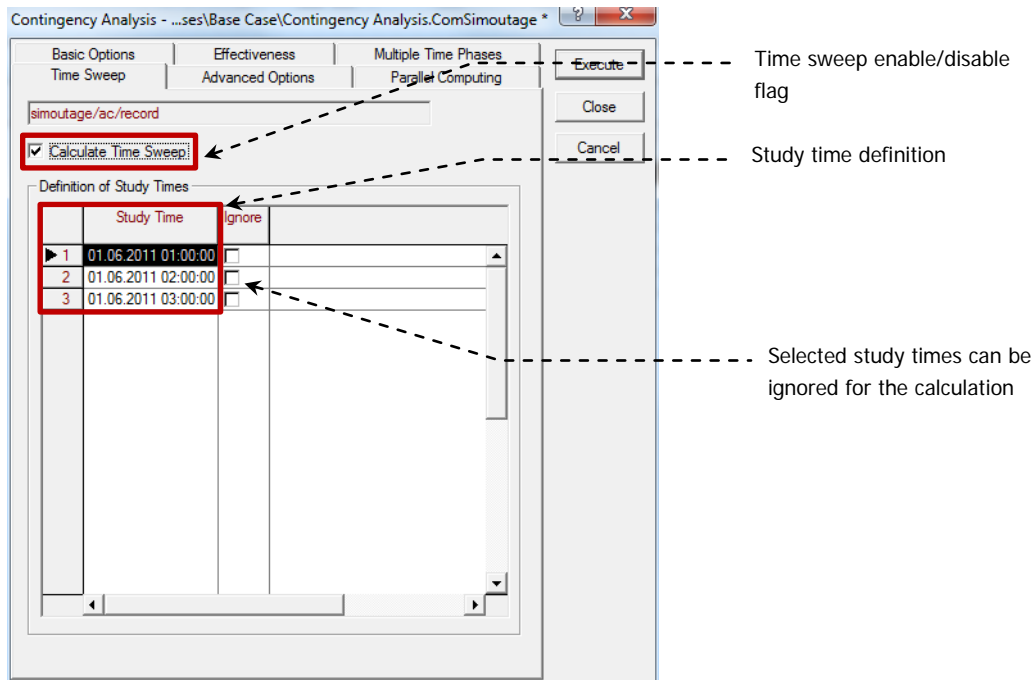 Contingency Analysis - ...ses\Base Case\Contingency Analysis.ComSimoutage *
Basic Options Effectiveness Multiple Time Phases
Time Sweep Advanced Options Parallel Computing
Execute
Close
Cancel
simoutage/ac/record
Calculate Time Sweep
Definition of Study Times
Study Time Ignore
1 01.06.2011 01:00:00
2 01.06.2011 02:00:00
3 01.06.2011 03:00:00
Time sweep enable/disable
flag
Study time definition
Selected study times can be
ignored for the calculation